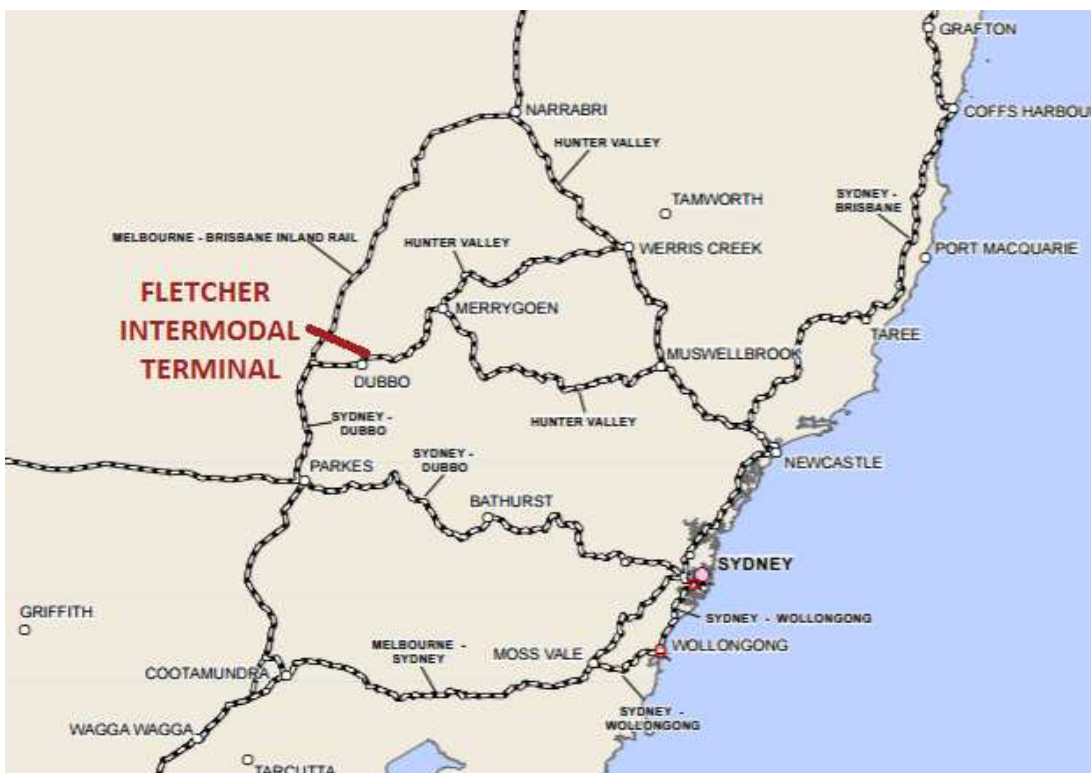 GRAFTON
NARRABRI
COFFS HARBOU
HUNTER VALLEY
TAMWORTH
SYDNEY -
BRISBANE
MELBOURNE - BRISBANE INLAND RAIL
HUNTER VALLEY
WERRIS CREEK
PORT MACQUARIE
FLETCHER
INTERMODAL
TERMINAL
MERRYGOEN
TAREE
MUSWELLBROOK
DUBBO
SYDNEY -
DUBBO
HUNTER VALLEY
SYDNEY -
DUBBO
PARKES
NEWCASTLE
BATHURST
SYDNEY
GRIFFITH
SYDNEY - WOLLONGONG
MELBOURNE -
SYDNEY
MOSS VALE
WOLLONGONG
COOTAMUNDRA
SYDNEY -
WOLLONGONG
WAGGA WAGGA
TARCUTTA